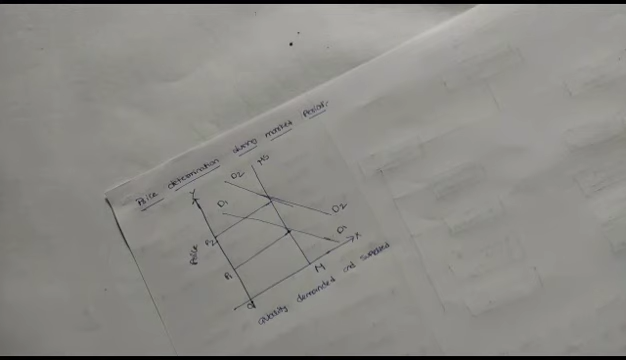 Price determination during market Period.
MS
Y
D2
D1
P2
Price
D2
D1
P1
X
M
O
Quantity demanded and supplied